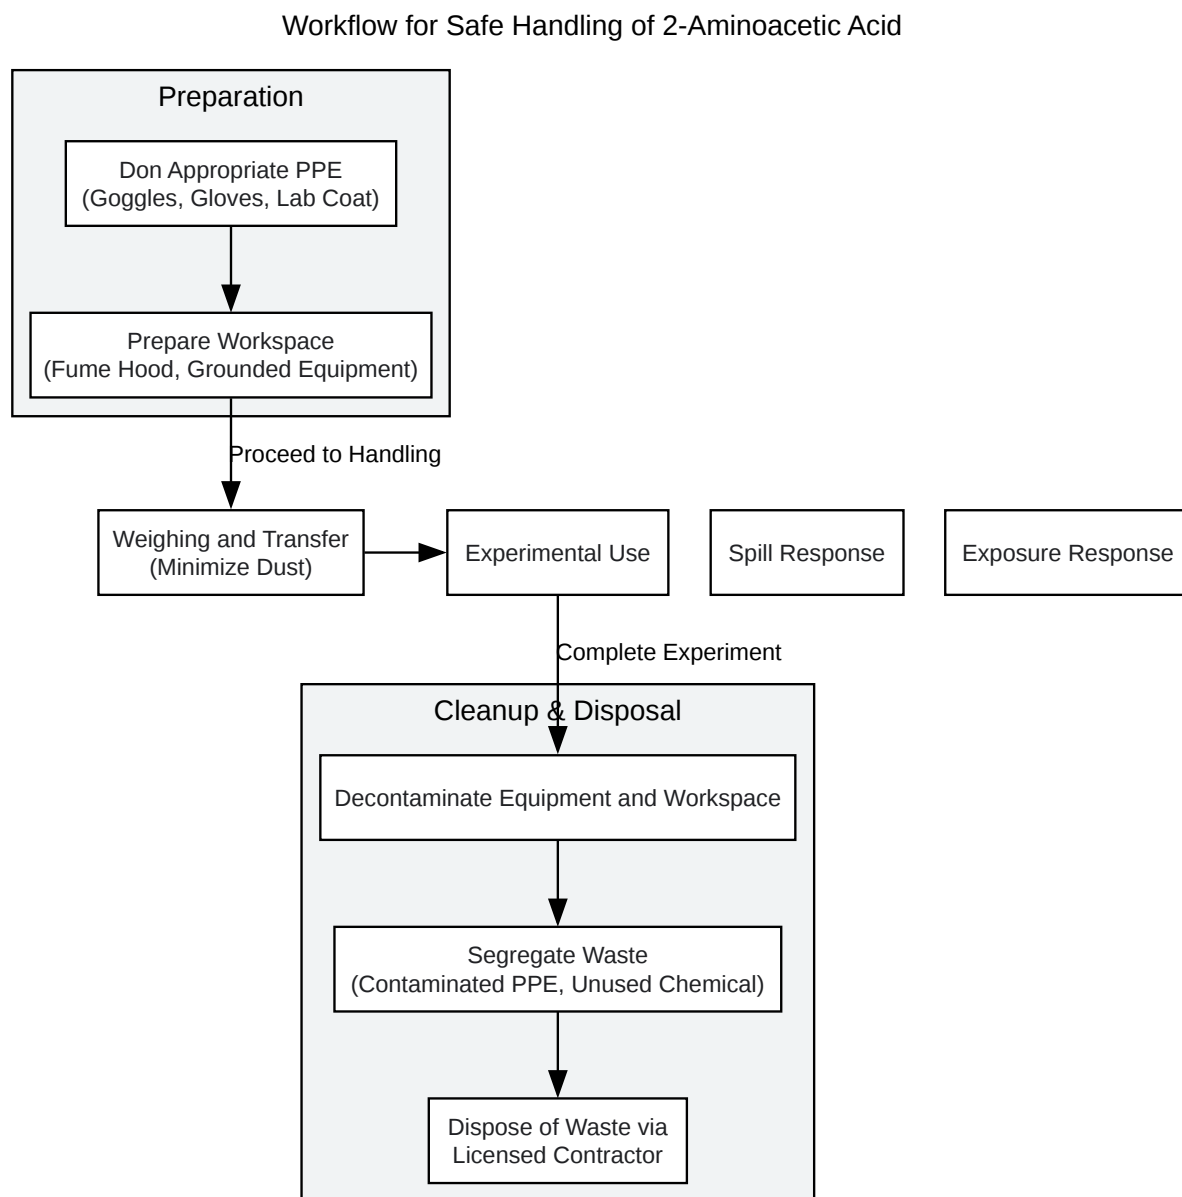 Workflow for Safe Handling of 2-Aminoacetic Acid
Preparation
Don Appropriate PPE
(Goggles, Gloves, Lab Coat)
Prepare Workspace
(Fume Hood, Grounded Equipment)
Proceed to Handling
Weighing and Transfer
(Minimize Dust)
Experimental Use
Spill Response
Exposure Response
Complete Experiment
Cleanup & Disposal
Decontaminate Equipment and Workspace
Segregate Waste
(Contaminated PPE, Unused Chemical)
Dispose of Waste via
Licensed Contractor